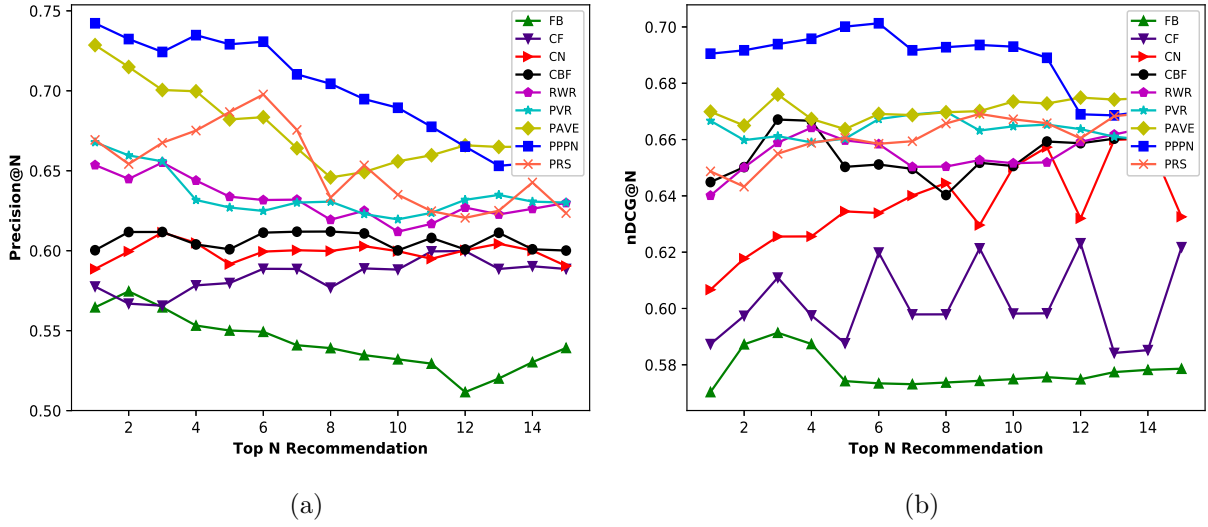 0.75
0.70
0.65
0.60
0.55
0.50
Precision@N
2 4 6 8 10 12 14
Top N Recommendation
FB
CF
CN
CBF
RWR
PVR
PAVE
PPPN
PRS
(a)
0.70
0.68
0.66
0.64
0.62
0.60
0.58
nDCG@N
2 4 6 8 10 12 14
Top N Recommendation
FB
CF
CN
CBF
RWR
PVR
PAVE
PPPN
PRS
(b)